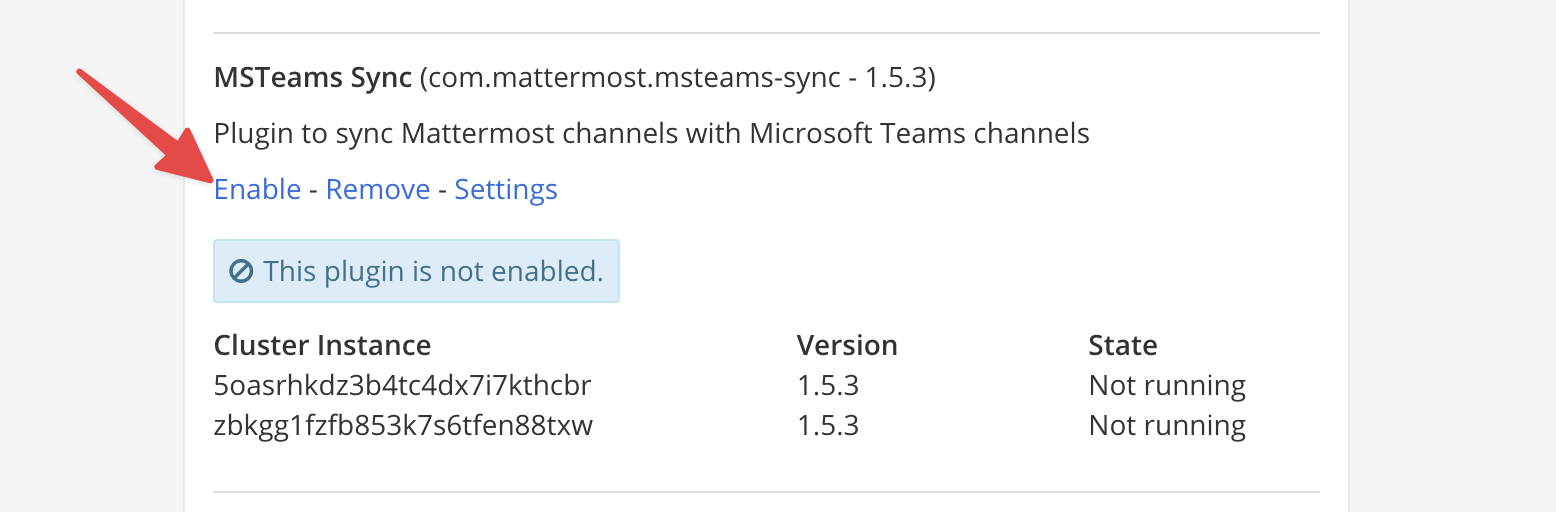 MSTeams Sync (com.mattermost.msteams-sync - 1.5.3)
Plugin to sync Mattermost channels with Microsoft Teams channels
Enable - Remove - Settings
This plugin is not enabled.
Cluster Instance Version State
5oasrhkdz3b4tc4dx7i7kthcbr 1.5.3 Not running
zbkgg1fzfb853k7s6tfen88txw 1.5.3 Not running